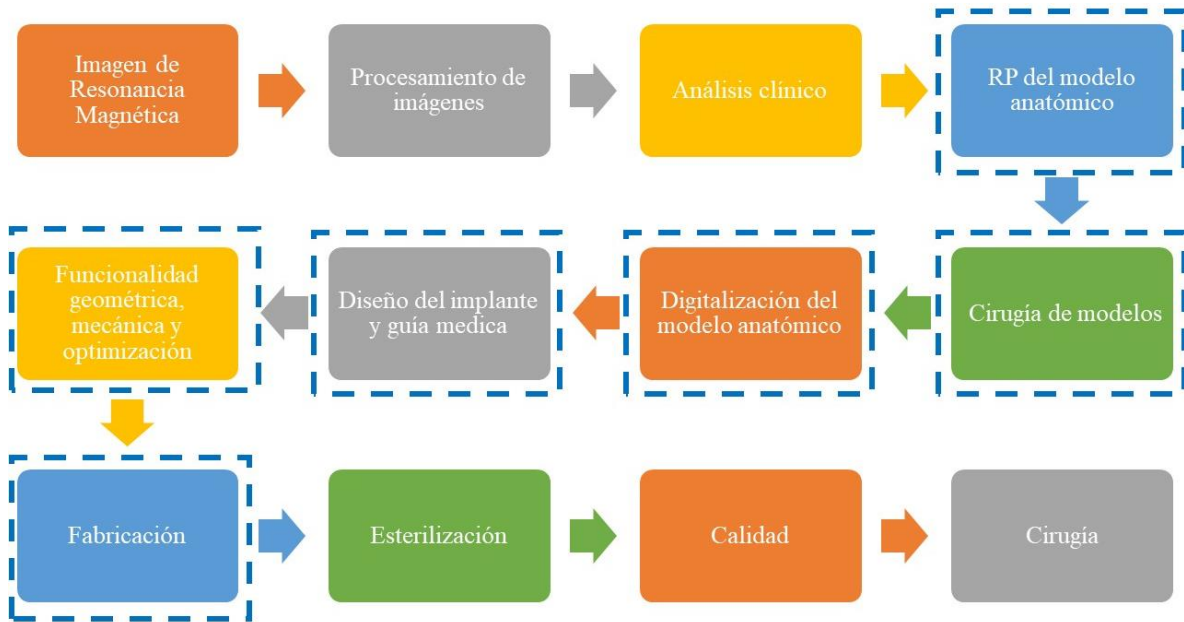 Imagen de
Resonancia
Magnética
Procesamiento de
imágenes
Análisis clínico
RP del modelo
anatómico
Cirugía de modelos
Digitalización del
modelo anatómico
Diseño del implante
y guía medica
Funcionalidad
geométrica,
mecánica y
optimización
Fabricación
Esterilización
Calidad
Cirugía